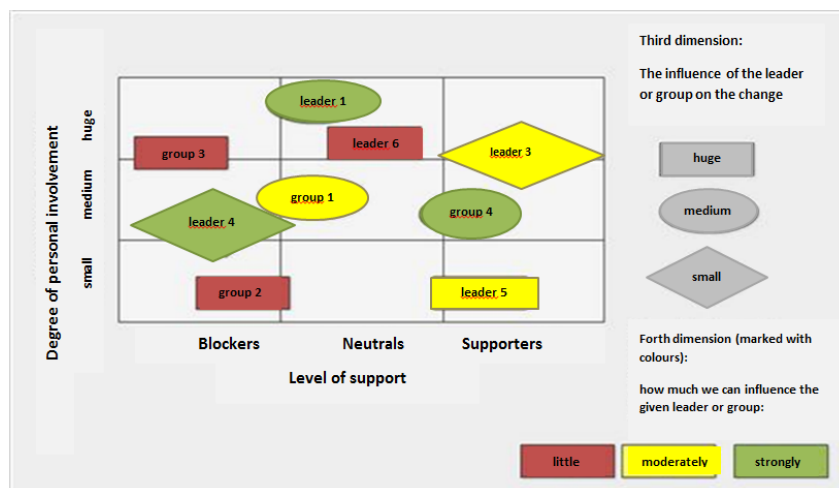 Degree of personal involvement
huge
medium
small
leader 1
group 3
leader 6
leader 3
group 1
leader 4
group 4
group 2
leader 5
Blockers
Neutrals
Supporters
Level of support
Third dimension:
The influence of the leader
or group on the change
huge
medium
small
Forth dimension (marked with
colours):
how much we can influence the
given leader or group:
little
moderately
strongly